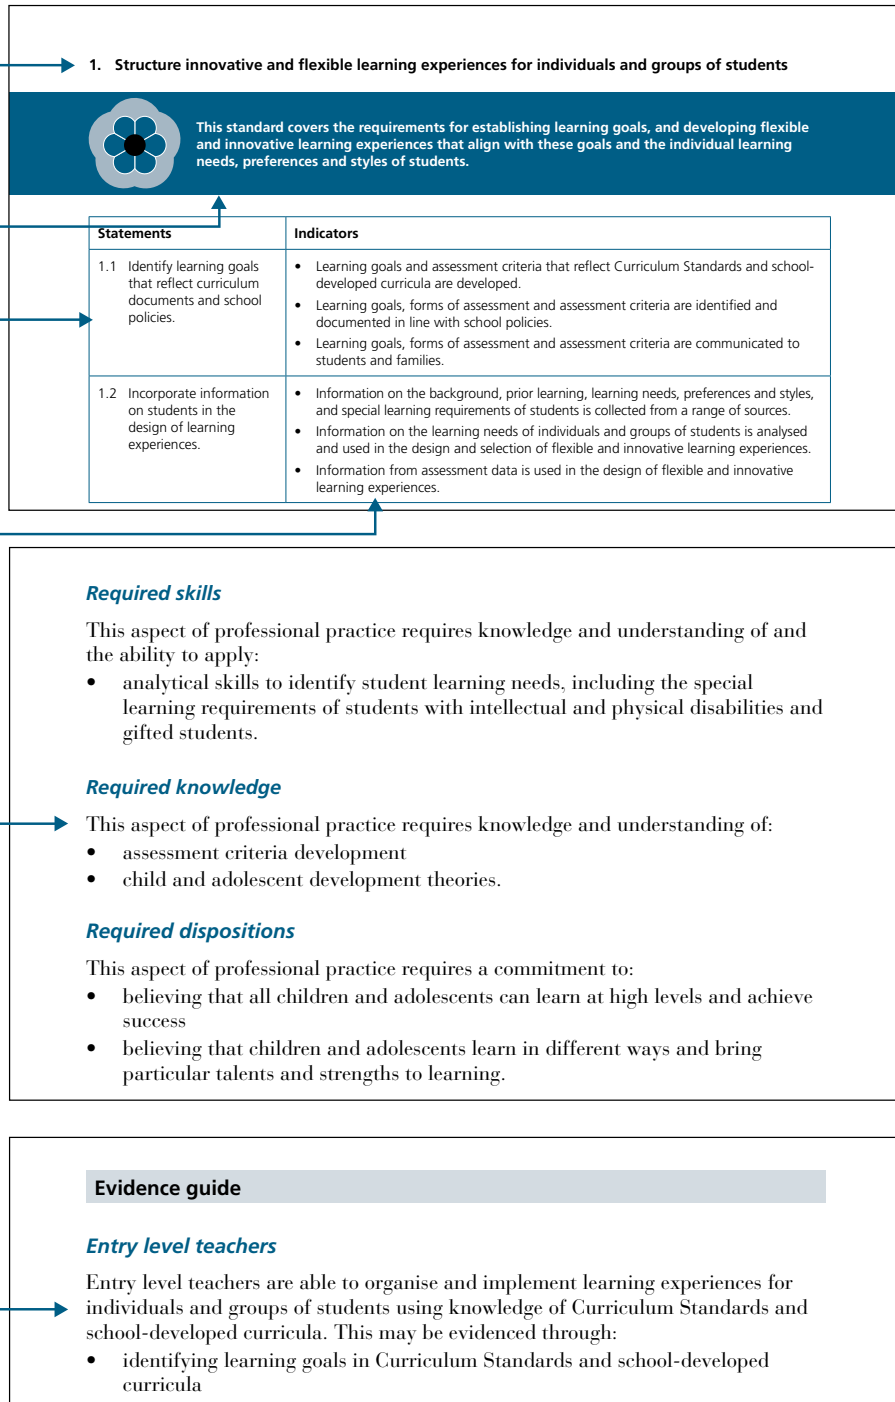 1. Structure innovative and flexible learning experiences for individuals and groups of students
This standard covers the requirements for establishing learning goals, and developing flexible
and innovative learning experiences that align with these goals and the individual learning
needs, preferences and styles of students.
Statements
Indicators
1.1 Identify learning goals
that reflect curriculum
documents and school
policies.
• Learning goals and assessment criteria that reflect Curriculum Standards and school-
developed curricula are developed.
• Learning goals, forms of assessment and assessment criteria are identified and
documented in line with school policies.
• Learning goals, forms of assessment and assessment criteria are communicated to
students and families.
1.2 Incorporate information
on students in the
design of learning
experiences.
• Information on the background, prior learning, learning needs, preferences and styles,
and special learning requirements of students is collected from a range of sources.
• Information on the learning needs of individuals and groups of students is analysed
and used in the design and selection of flexible and innovative learning experiences.
• Information from assessment data is used in the design of flexible and innovative
learning experiences.
Required skills
This aspect of professional practice requires knowledge and understanding of and
the ability to apply:
• analytical skills to identify student learning needs, including the special
learning requirements of students with intellectual and physical disabilities and
gifted students.
Required knowledge
This aspect of professional practice requires knowledge and understanding of:
• assessment criteria development
• child and adolescent development theories.
Required dispositions
This aspect of professional practice requires a commitment to:
• believing that all children and adolescents can learn at high levels and achieve
success
• believing that children and adolescents learn in different ways and bring
particular talents and strengths to learning.
Evidence guide
Entry level teachers
Entry level teachers are able to organise and implement learning experiences for
individuals and groups of students using knowledge of Curriculum Standards and
school-developed curricula. This may be evidenced through:
• identifying learning goals in Curriculum Standards and school-developed
curricula